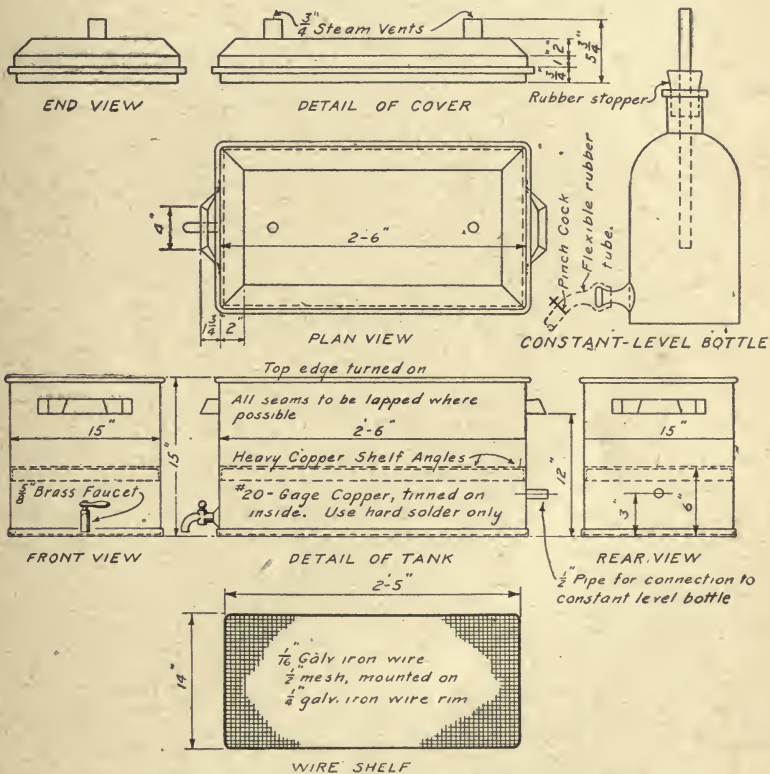 3/4" Steam Vents
3/4" 1" 2" 5 3/4"
END VIEW
DETAIL OF COVER
Rubber stopper
4"
2'-6"
1 3/4" 2"
Pinch Cock
Flexible rubber
tube.
PLAN VIEW
CONSTANT-LEVEL BOTTLE
Top edge turned on
All seams to be lapped where
possible
15"
15"
2'-6"
12"
15"
Heavy Copper Shelf Angles
5/8" Brass Faucet
#20-Gage Copper, tinned on
inside. Use hard solder only
3"
6"
FRONT VIEW
DETAIL OF TANK
REAR VIEW
1/2" Pipe for connection to
constant level bottle
2'-5"
14"
1/16" Galv iron wire
1/2" mesh, mounted on
1/4" galv. iron wire rim
WIRE SHELF